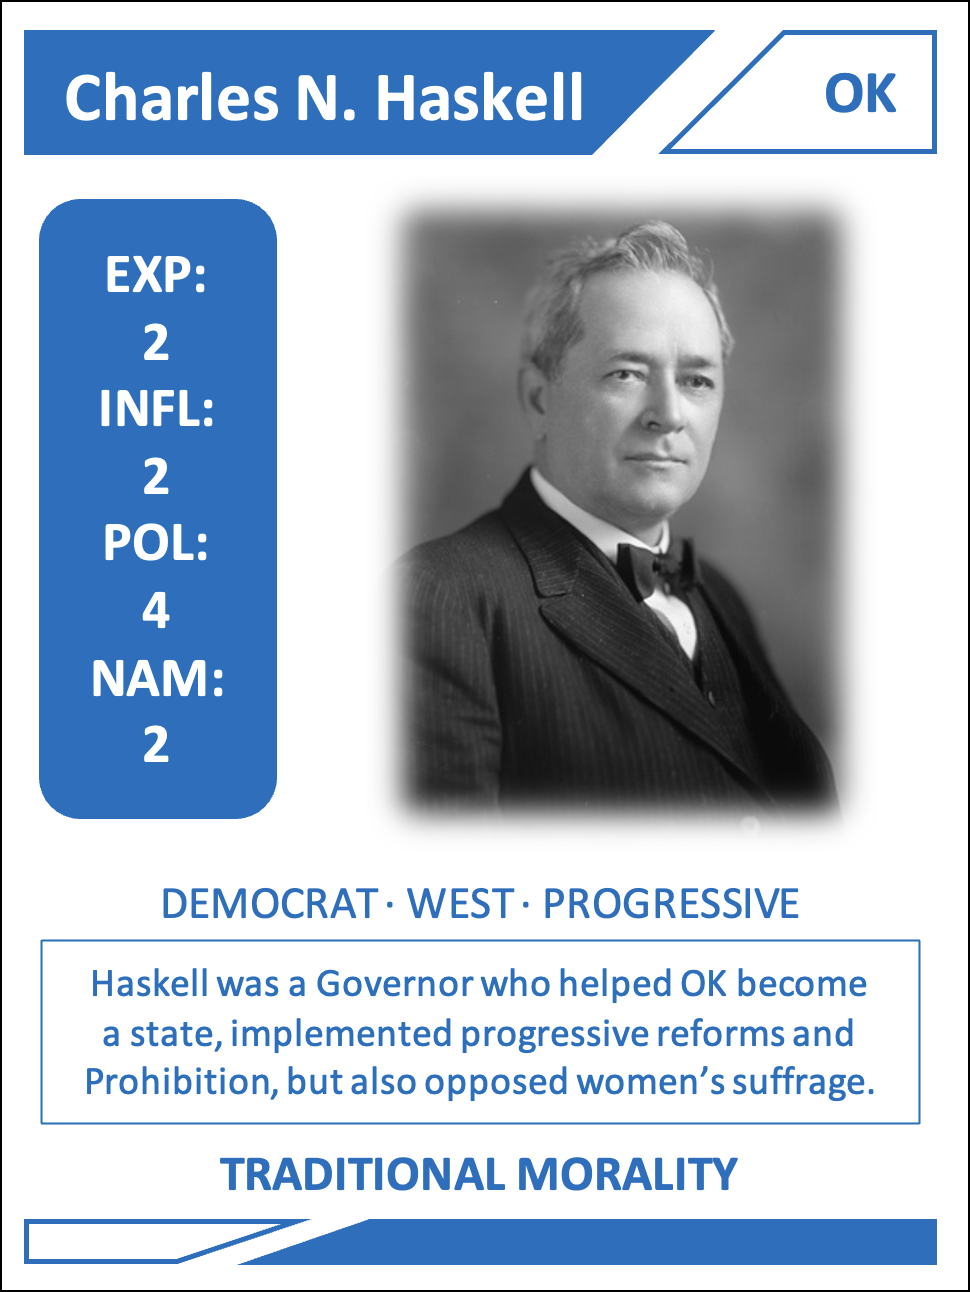 Charles N. Haskell
OK
EXP:
2
INFL:
2
POL:
4
NAM:
2
DEMOCRAT · WEST · PROGRESSIVE
Haskell was a Governor who helped OK become
a state, implemented progressive reforms and
Prohibition, but also opposed women’s suffrage.
TRADITIONAL MORALITY